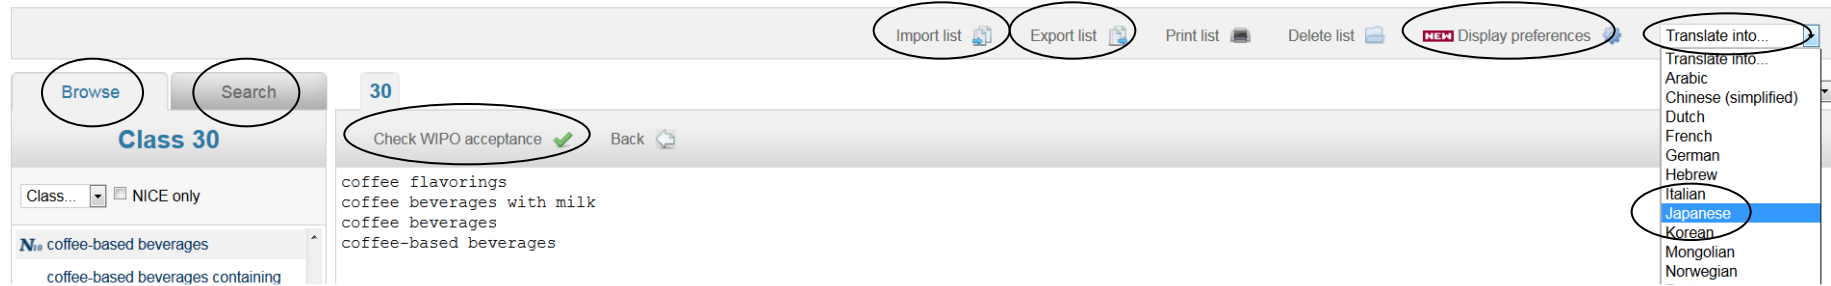 Import list Export list Print list Delete list NEW Display preferences Translate into...
Translate into...
Arabic
Chinese (simplified)
Dutch
French
German
Hebrew
Italian
Japanese
Korean
Mongolian
Norwegian
Browse Search
Class 30
Class... NICE only
N10 coffee-based beverages
coffee-based beverages containing
30
Check WIPO acceptance Back
coffee flavorings
coffee beverages with milk
coffee beverages
coffee-based beverages